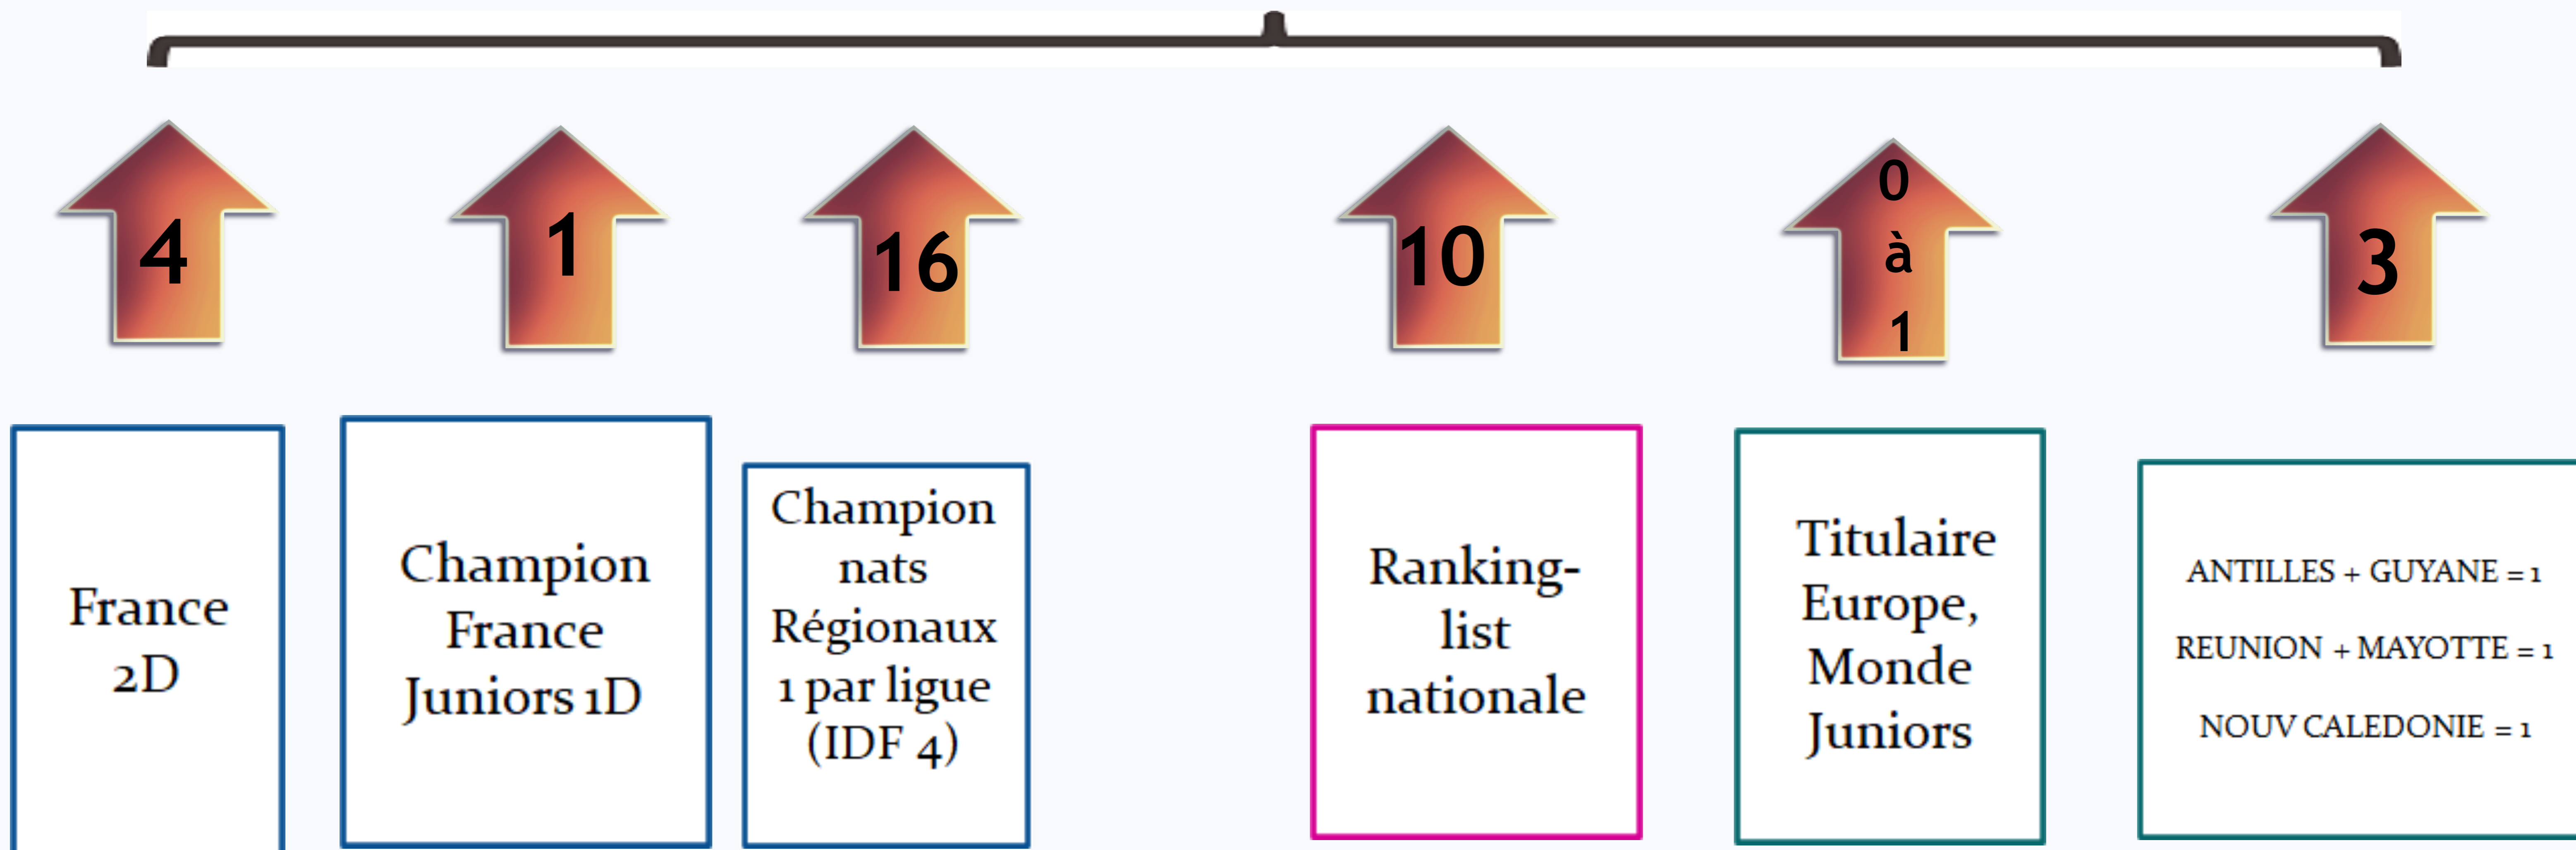 4
1
16
10
0
à
1
3
France
2D
Champion
France
Juniors 1D
Champion
nats
Régionaux
1 par ligue
(IDF 4)
Ranking-
list
nationale
Titulaire
Europe,
Monde
Juniors
ANTILLES + GUYANE = 1
REUNION + MAYOTTE = 1
NOUV CALEDONIE = 1